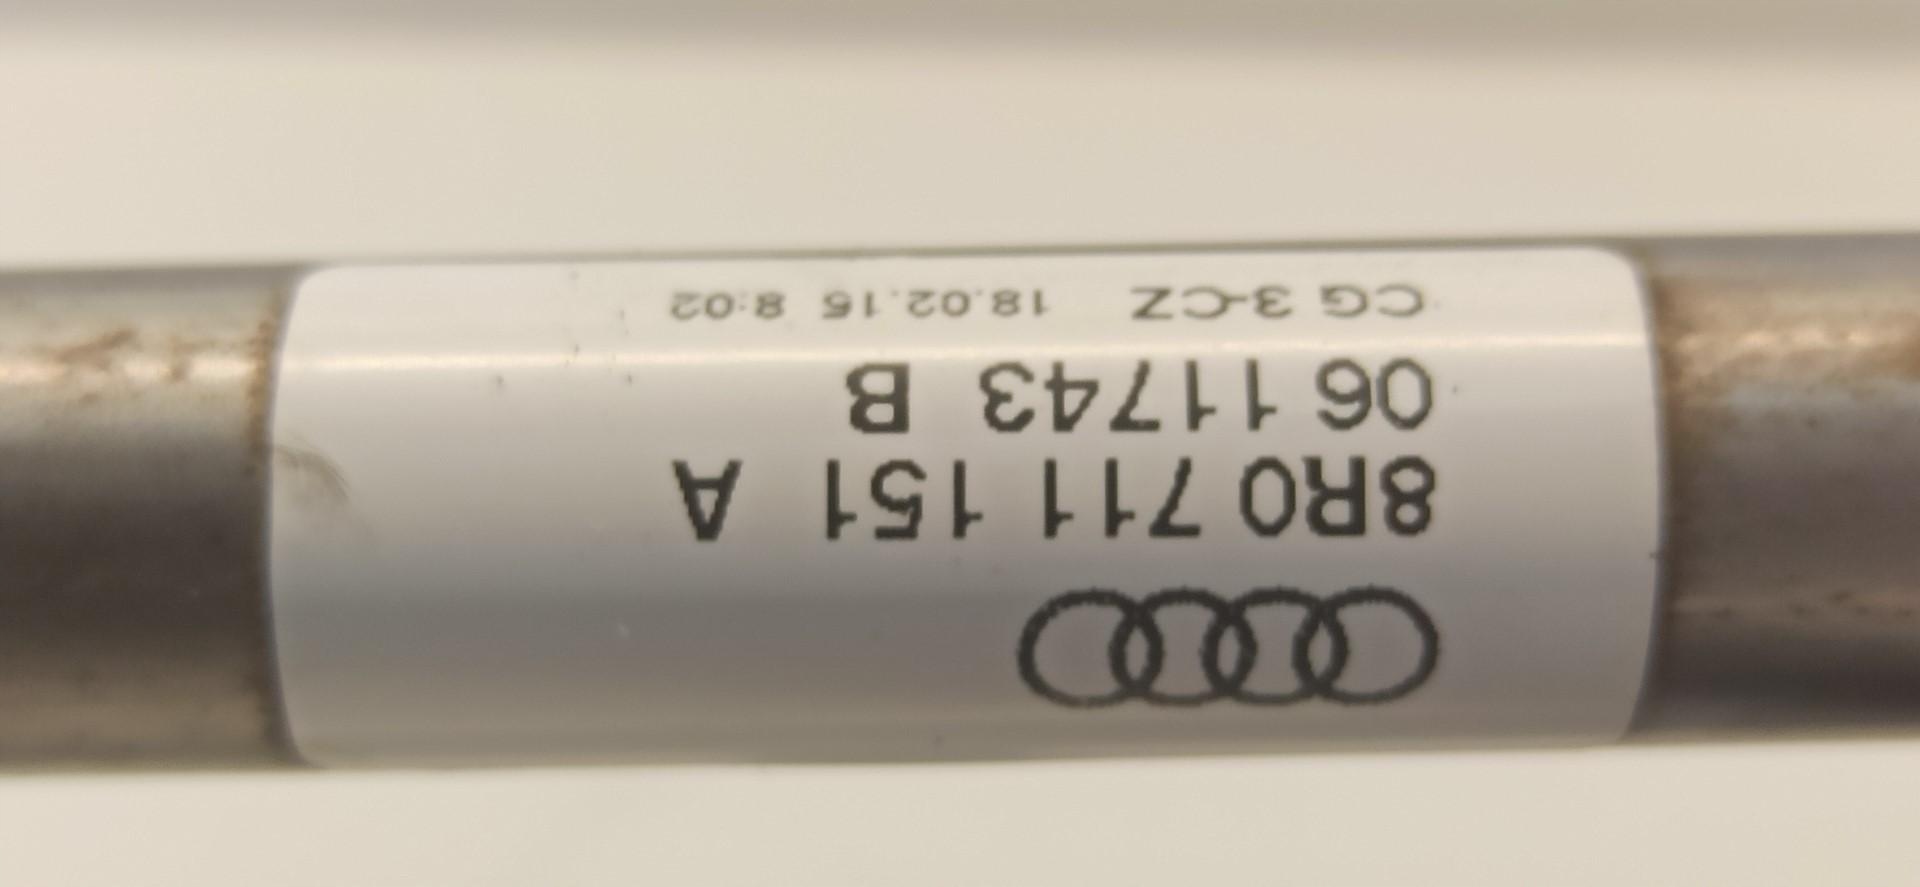 8R0 711 151 A
06 11743 B
CG 3-CZ 18.02.15 8:02